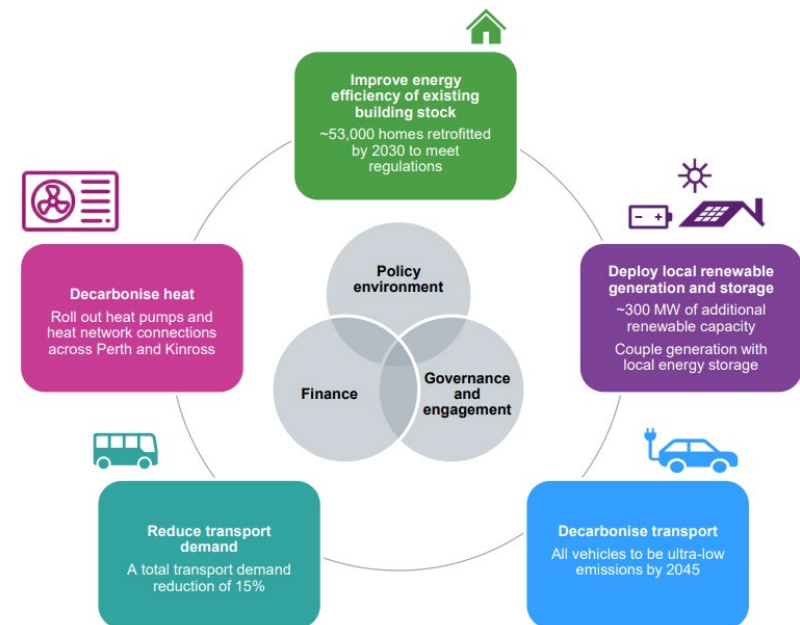 Improve energy
efficiency of existing
building stock
~53,000 homes retrofitted
by 2030 to meet
regulations
Deploy local renewable
generation and storage
~300 MW of additional
renewable capacity
Couple generation with
local energy storage
Decarbonise transport
All vehicles to be ultra-low
emissions by 2045
Reduce transport
demand
A total transport demand
reduction of 15%
Decarbonise heat
Roll out heat pumps and
heat network connections
across Perth and Kinross
Policy
environment
Finance
Governance
and
engagement